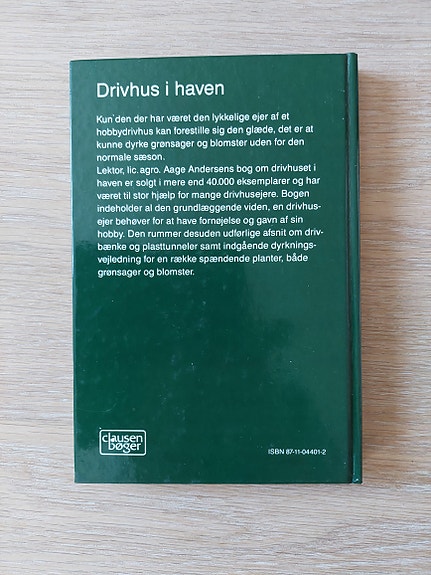 Drivhus i haven
Kun den der har været den lykkelige ejer af et
hobbydrivhus kan forestille sig den glæde, det er at
kunne dyrke grønsager og blomster uden for den
normale sæson.
Lektor, lic. agro. Aage Andersens bog om drivhuset i
haven er solgt i mere end 40.000 eksemplarer og har
været til stor hjælp for mange drivhusejere. Bogen
indeholder al den grundlæggende viden, en drivhus-
ejer behøver for at have fornøjelse og gavn af sin
hobby. Den rummer desuden udførlige afsnit om driv-
bænke og plasttunneler samt indgående dyrknings-
vejledning for en række spændende planter, både
grønsager og blomster.
clausen
bøger
ISBN 87-11-04401-2